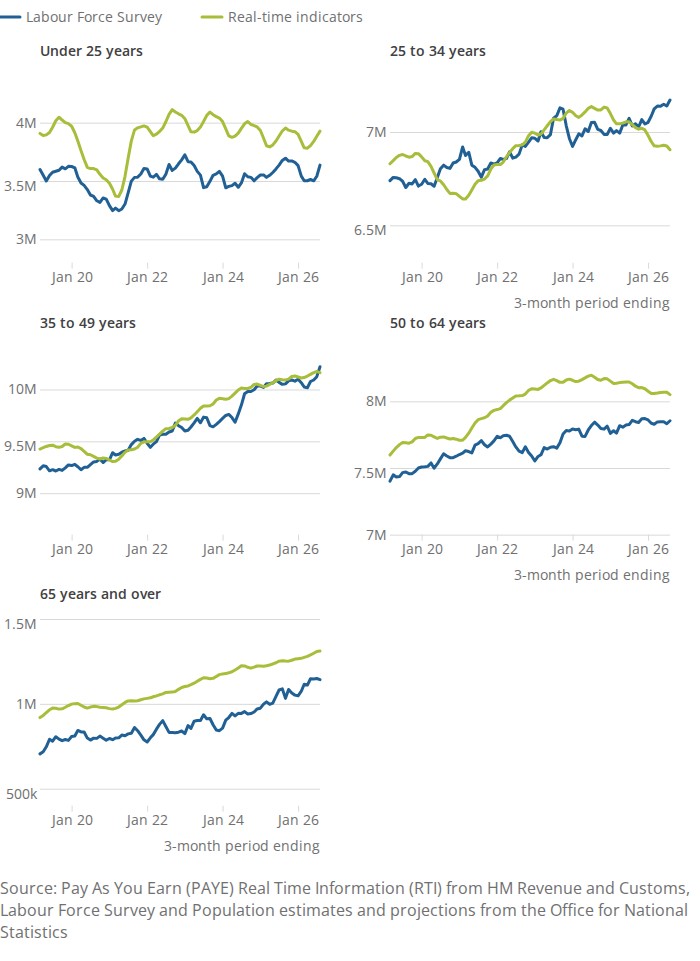 Labour Force Survey Real-time indicators
Under 25 years
4M
3.5M
3M
Jan 20 Jan 22 Jan 24 Jan 26
25 to 34 years
7M
6.5M
Jan 20 Jan 22 Jan 24 Jan 26
3-month period ending
35 to 49 years
10M
9.5M
9M
Jan 20 Jan 22 Jan 24 Jan 26
50 to 64 years
8M
7.5M
7M
Jan 20 Jan 22 Jan 24 Jan 26
3-month period ending
65 years and over
1.5M
1M
500k
Jan 20 Jan 22 Jan 24 Jan 26
3-month period ending
Source: Pay As You Earn (PAYE) Real Time Information (RTI) from HM Revenue and Customs,
Labour Force Survey and Population estimates and projections from the Office for National
Statistics